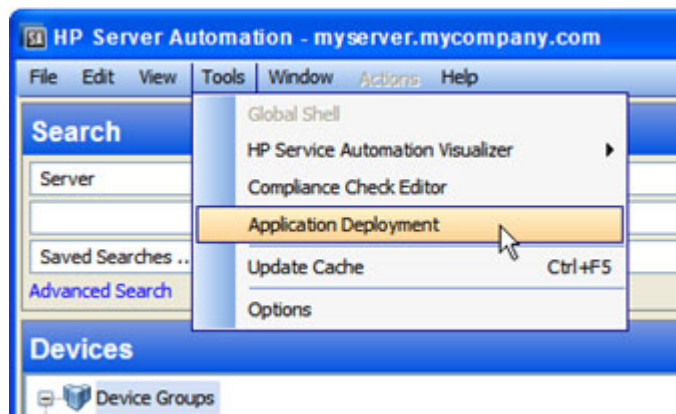 SA HP Server Automation - myserver.mycompany.com
File Edit View Tools Window Actions Help
Search
Global Shell
HP Service Automation Visualizer
Server
Compliance Check Editor
Application Deployment
Saved Searches ..
Update Cache Ctrl+F5
Advanced Search
Options
Devices
Device Groups